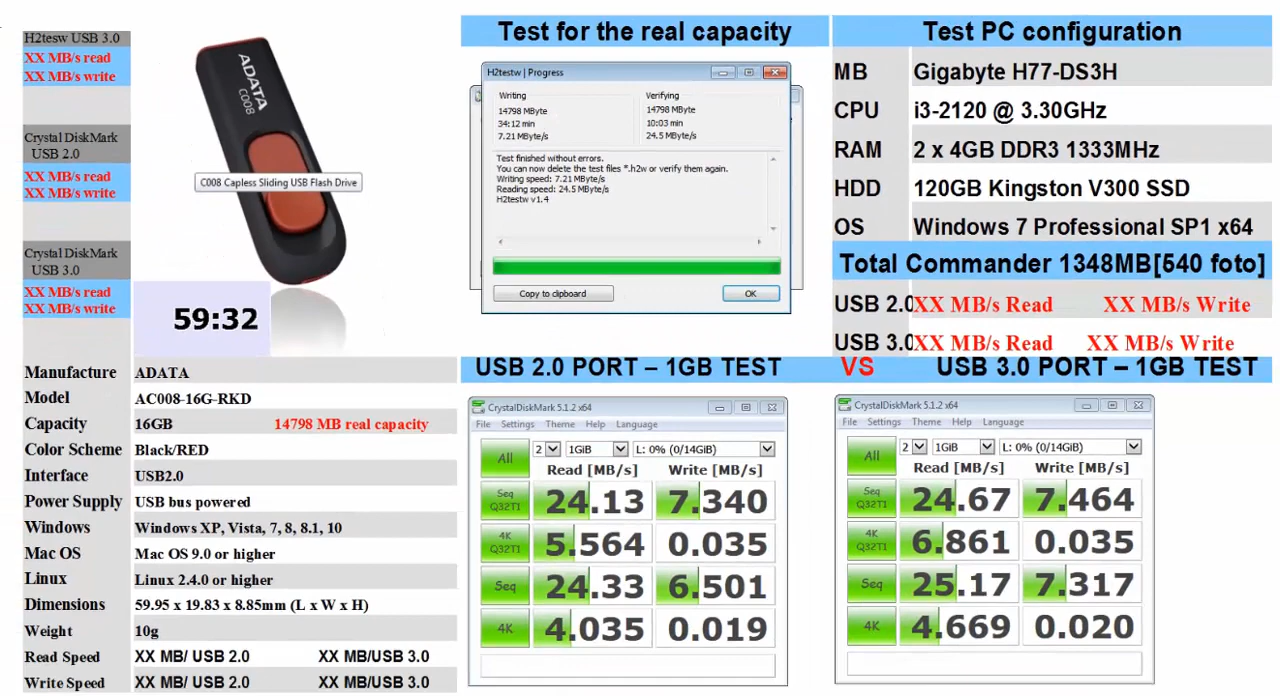 H2tesw USB 3.0
XX MB/s read
XX MB/s write
Crystal DiskMark
USB 2.0
XX MB/s read
XX MB/s write
Crystal DiskMark
USB 3.0
XX MB/s read
XX MB/s write
ADATA
C008
C008 Capless Sliding USB Flash Drive
59:32
Test for the real capacity
H2testw | Progress
Writing
14798 MByte
34:12 min
7.21 MByte/s
Verifying
14798 MByte
10:03 min
24.5 MByte/s
Test finished without errors.
You can now delete the test files *.h2w or verify them again.
Writing speed: 7.21 MByte/s
Reading speed: 24.5 MByte/s
H2testw v1.4
Copy to clipboard
OK
Test PC configuration
MB Gigabyte H77-DS3H
CPU i3-2120 @ 3.30GHz
RAM 2 x 4GB DDR3 1333MHz
HDD 120GB Kingston V300 SSD
OS Windows 7 Professional SP1 x64
Total Commander 1348MB[540 foto]
USB 2.0 XX MB/s Read XX MB/s Write
USB 3.0 XX MB/s Read XX MB/s Write
Manufacture ADATA
Model AC008-16G-RKD
Capacity 16GB 14798 MB real capacity
Color Scheme Black/RED
Interface USB2.0
Power Supply USB bus powered
Windows Windows XP, Vista, 7, 8, 8.1, 10
Mac OS Mac OS 9.0 or higher
Linux Linux 2.4.0 or higher
Dimensions 59.95 x 19.83 x 8.85mm (L x W x H)
Weight 10g
Read Speed XX MB/ USB 2.0 XX MB/USB 3.0
Write Speed XX MB/ USB 2.0 XX MB/USB 3.0
USB 2.0 PORT – 1GB TEST VS USB 3.0 PORT – 1GB TEST
CrystalDiskMark 5.1.2 x64
File Settings Theme Help Language
All 2 1GiB L: 0% (0/14GiB)
Read [MB/s] Write [MB/s]
Seq Q32T1 24.13 7.340
4K Q32T1 5.564 0.035
Seq 24.33 6.501
4K 4.035 0.019
CrystalDiskMark 5.1.2 x64
File Settings Theme Help Language
All 2 1GiB L: 0% (0/14GiB)
Read [MB/s] Write [MB/s]
Seq Q32T1 24.67 7.464
4K Q32T1 6.861 0.035
Seq 25.17 7.317
4K 4.669 0.020